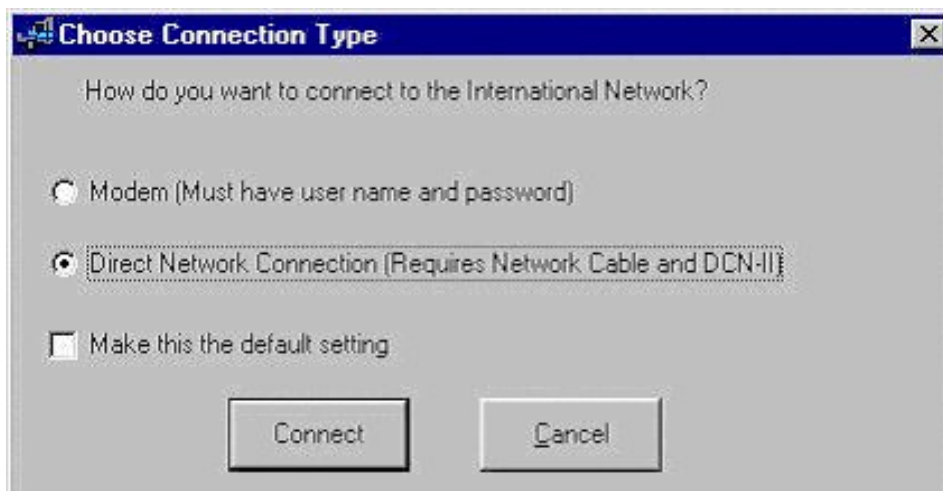 Choose Connection Type
How do you want to connect to the International Network?
Modem (Must have user name and password)
Direct Network Connection (Requires Network Cable and DCN-II)
Make this the default setting
Connect
Cancel